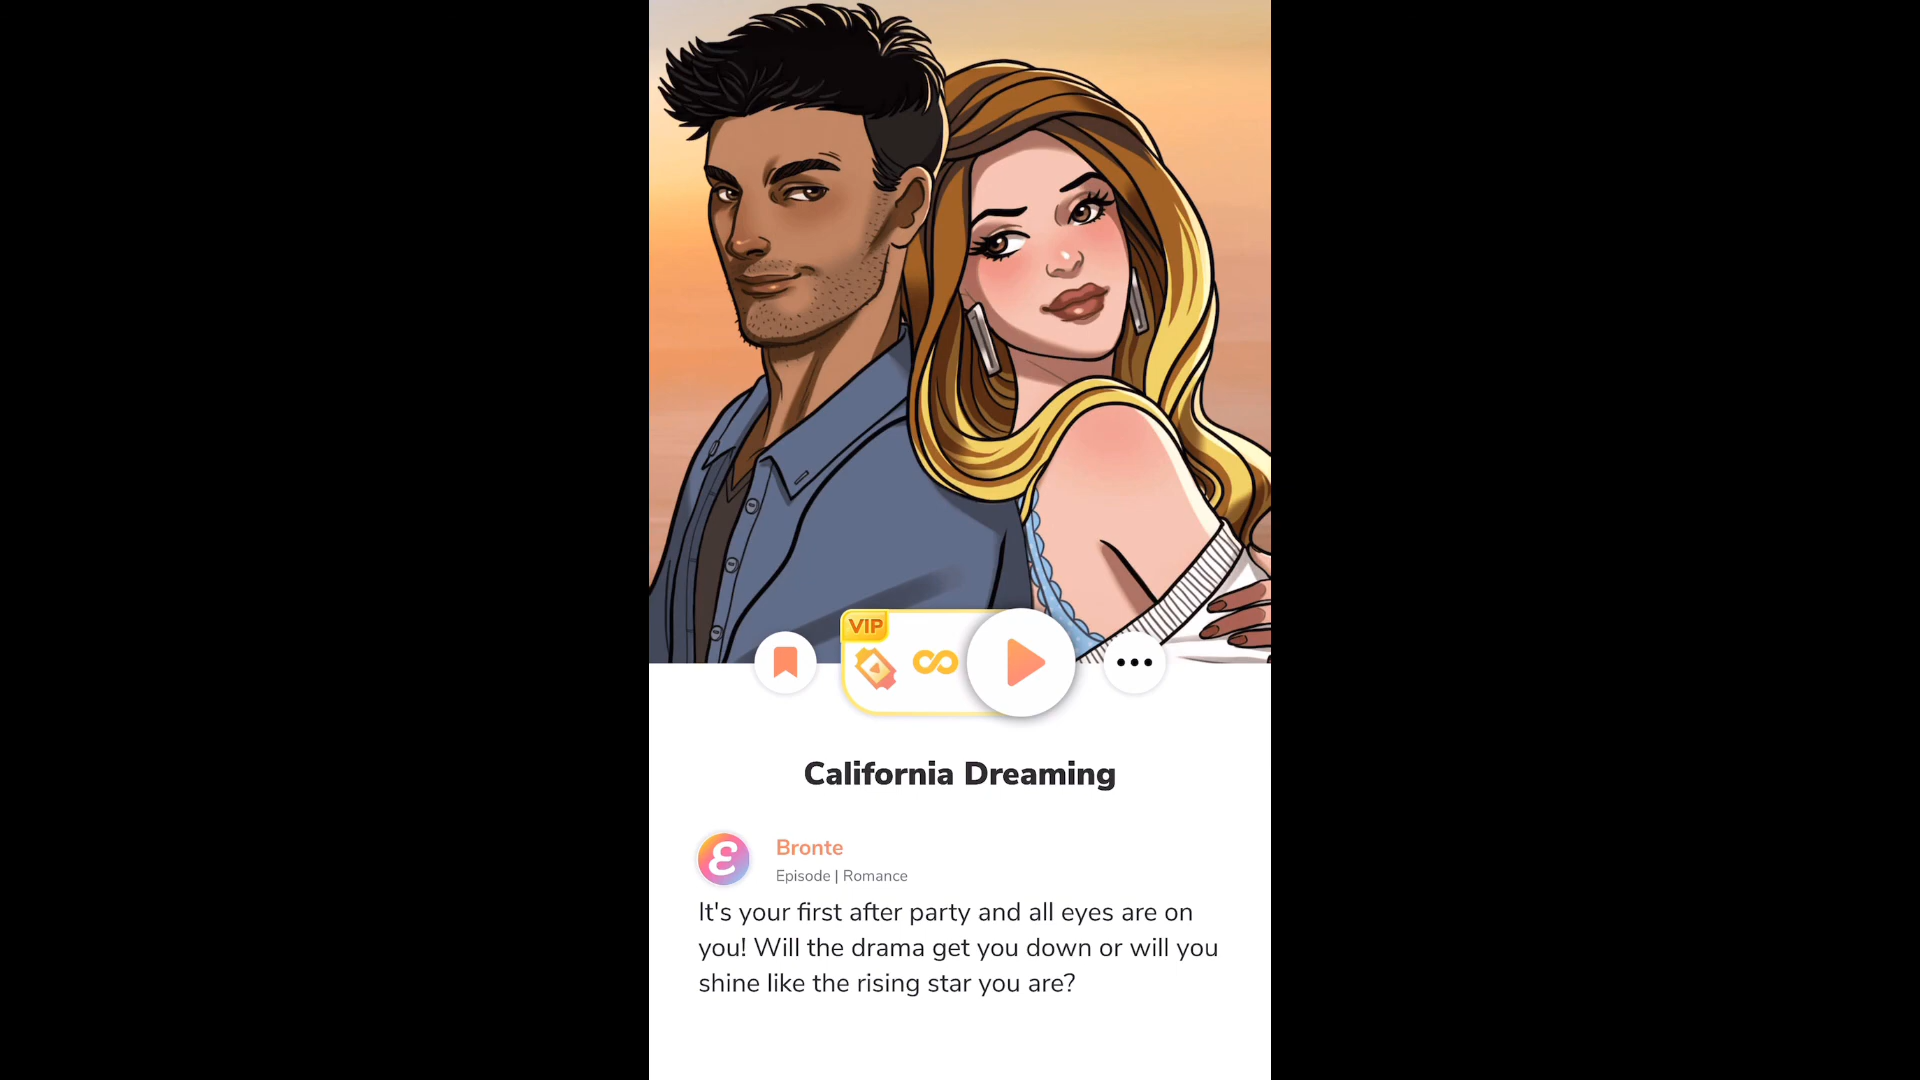 VIP
California Dreaming
Bronte
Episode | Romance
It's your first after party and all eyes are on
you! Will the drama get you down or will you
shine like the rising star you are?